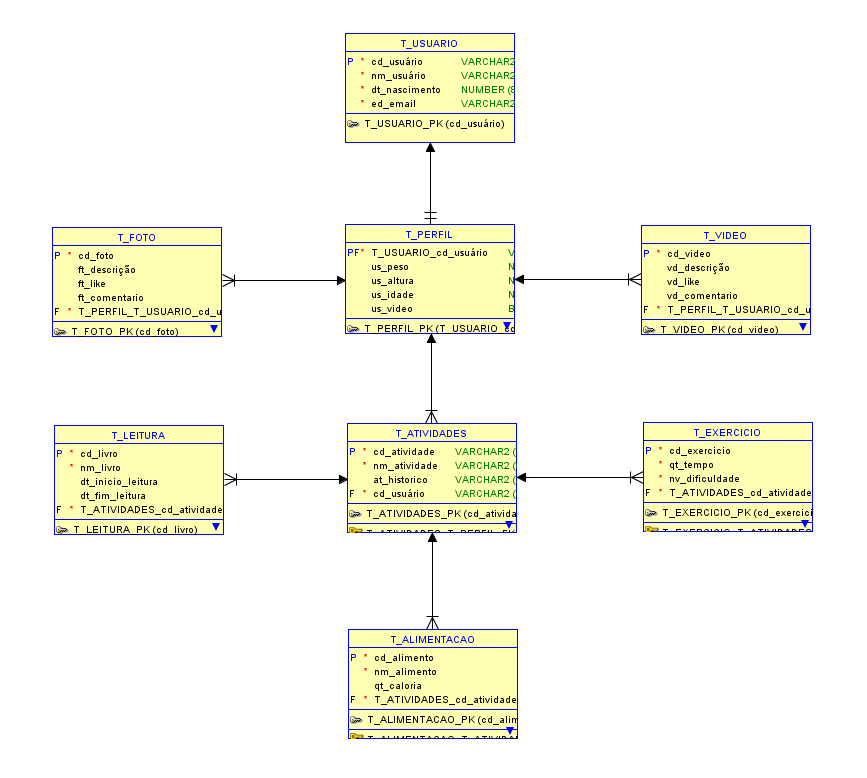 T_USUARIO
P * cd_usuário VARCHAR2
* nm_usuário VARCHAR2
* dt_nascimento NUMBER (8
* ed_email VARCHAR2
T_USUARIO_PK (cd_usuário)
T_FOTO
P * cd_foto
ft_descrição
ft_like
ft_comentario
F * T_PERFIL_T_USUARIO_cd_u
T_FOTO_PK (cd_foto)
T_PERFIL
PF* T_USUARIO_cd_usuário V
us_peso N
us_altura N
us_idade N
us_video B
T_PERFIL_PK (T_USUARIO_cd
T_VIDEO
P * cd_video
vd_descrição
vd_like
vd_comentario
F * T_PERFIL_T_USUARIO_cd_u
T_VIDEO_PK (cd_video)
T_LEITURA
P * cd_livro
* nm_livro
dt_inicio_leitura
dt_fim_leitura
F * T_ATIVIDADES_cd_atividade
T_LEITURA_PK (cd_livro)
T_ATIVIDADES
P * cd_atividade VARCHAR2 (
* nm_atividade VARCHAR2 (
at_historico VARCHAR2 (
F * cd_usuário VARCHAR2 (
T_ATIVIDADES_PK (cd_ativida
T_ATIVIDADES_T_PERFIL_FK
T_EXERCICIO
P * cd_exercicio
* qt_tempo
* nv_dificuldade
F * T_ATIVIDADES_cd_atividade
T_EXERCICIO_PK (cd_exercici
T_EXERCICIO_T_ATIVIDADES
T_ALIMENTACAO
P * cd_alimento
* nm_alimento
qt_caloria
F * T_ATIVIDADES_cd_atividade
T_ALIMENTACAO_PK (cd_alim
T_ALIMENTACAO_T_ATIVIDA